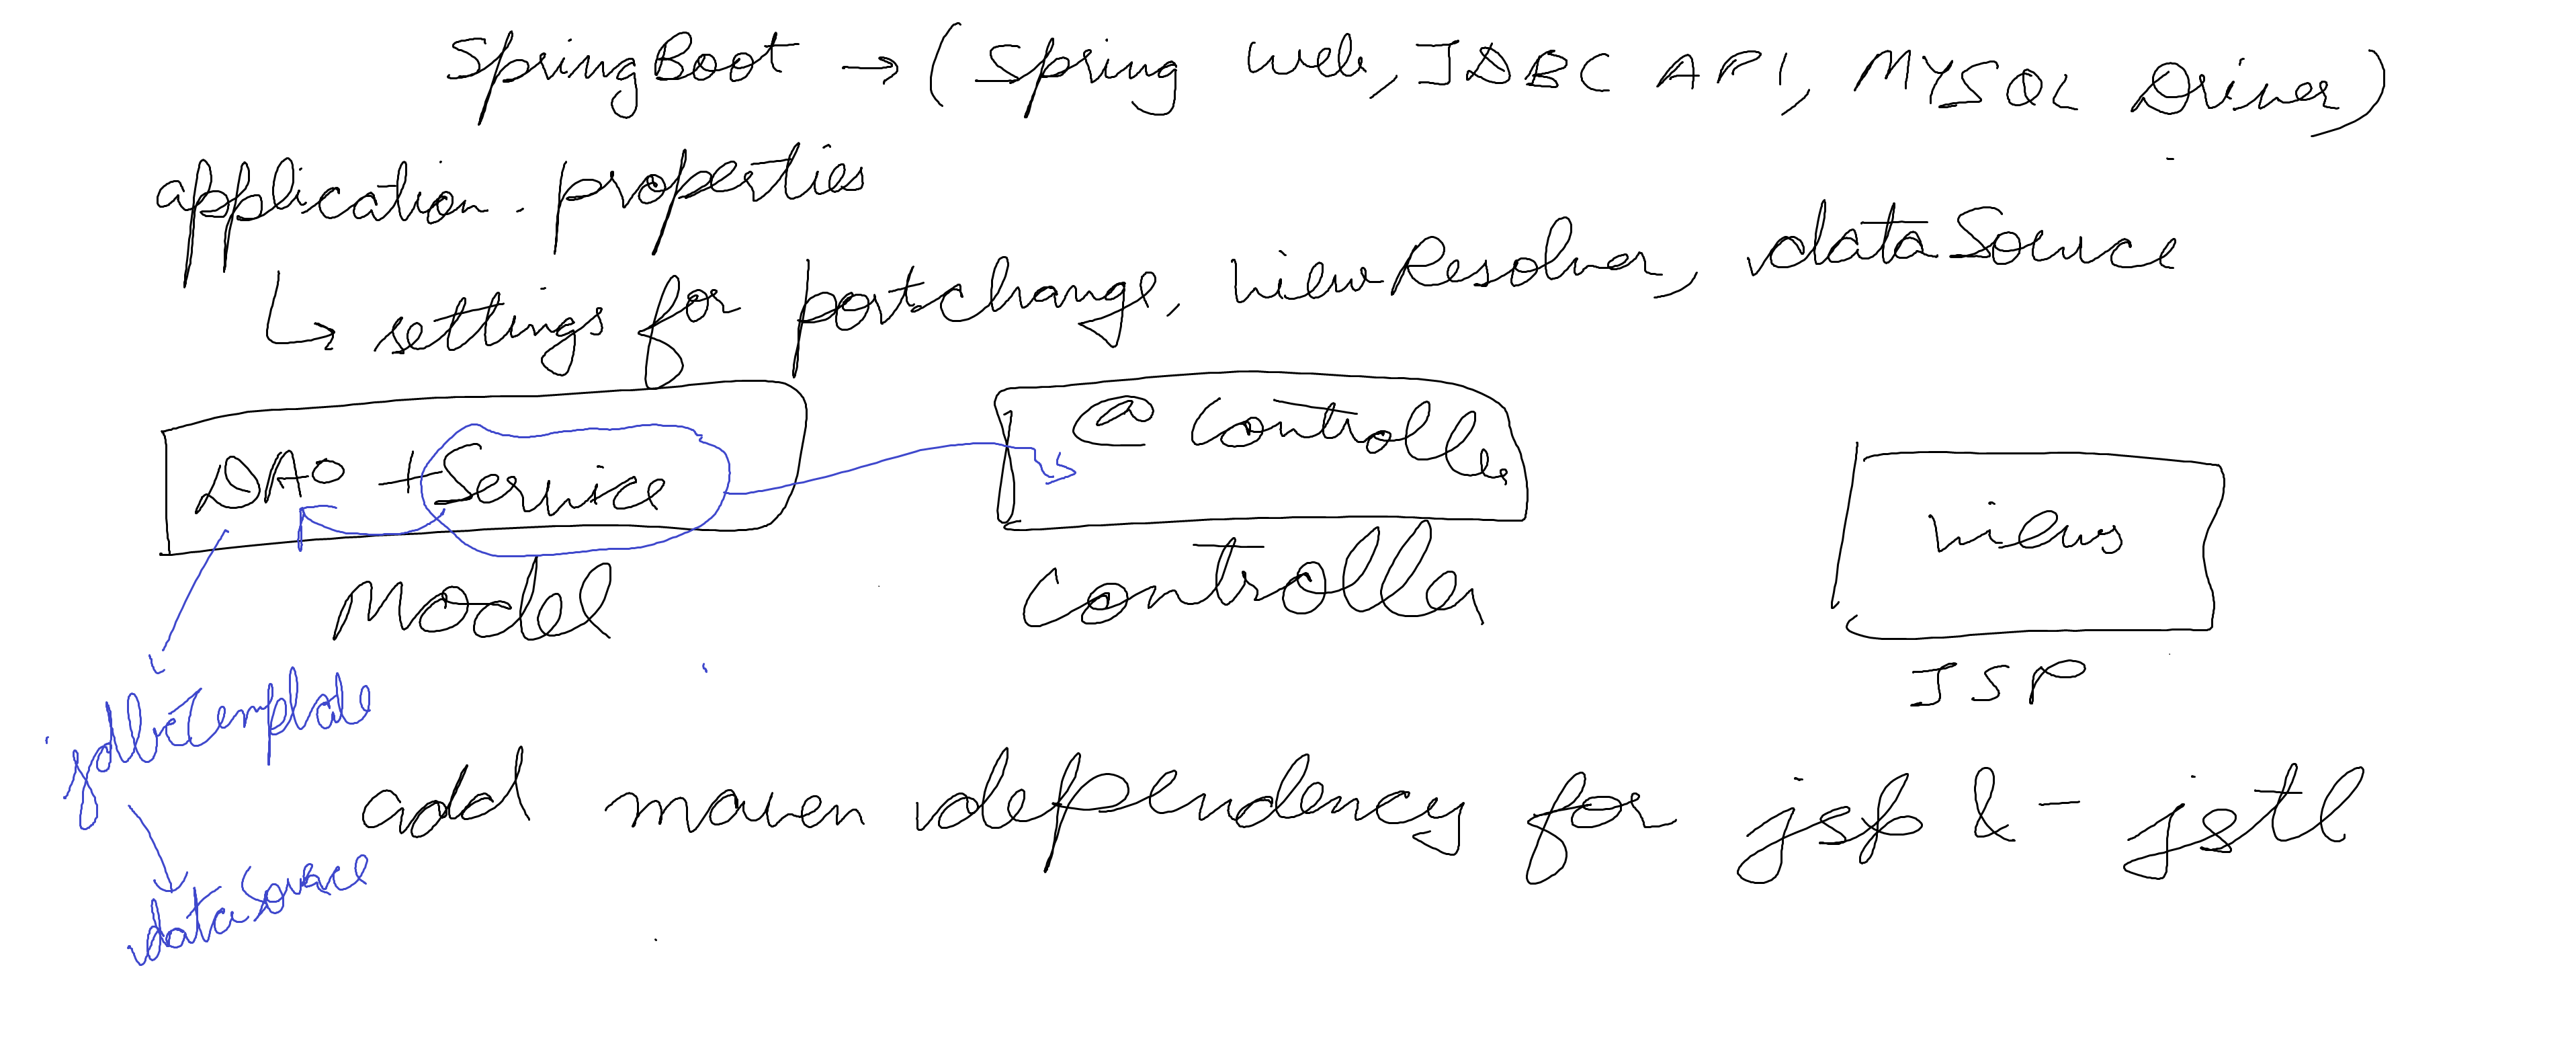 SpringBoot → (Spring web, JDBC API, MYSQL Driver)
application.properties
↳ settings for portchange, viewResolver, dataSource
@Controller
DAO + Service
views
Model
Controller
JSP
jdbcTemplate
add maven dependency for jsp & - jstl
dataSource